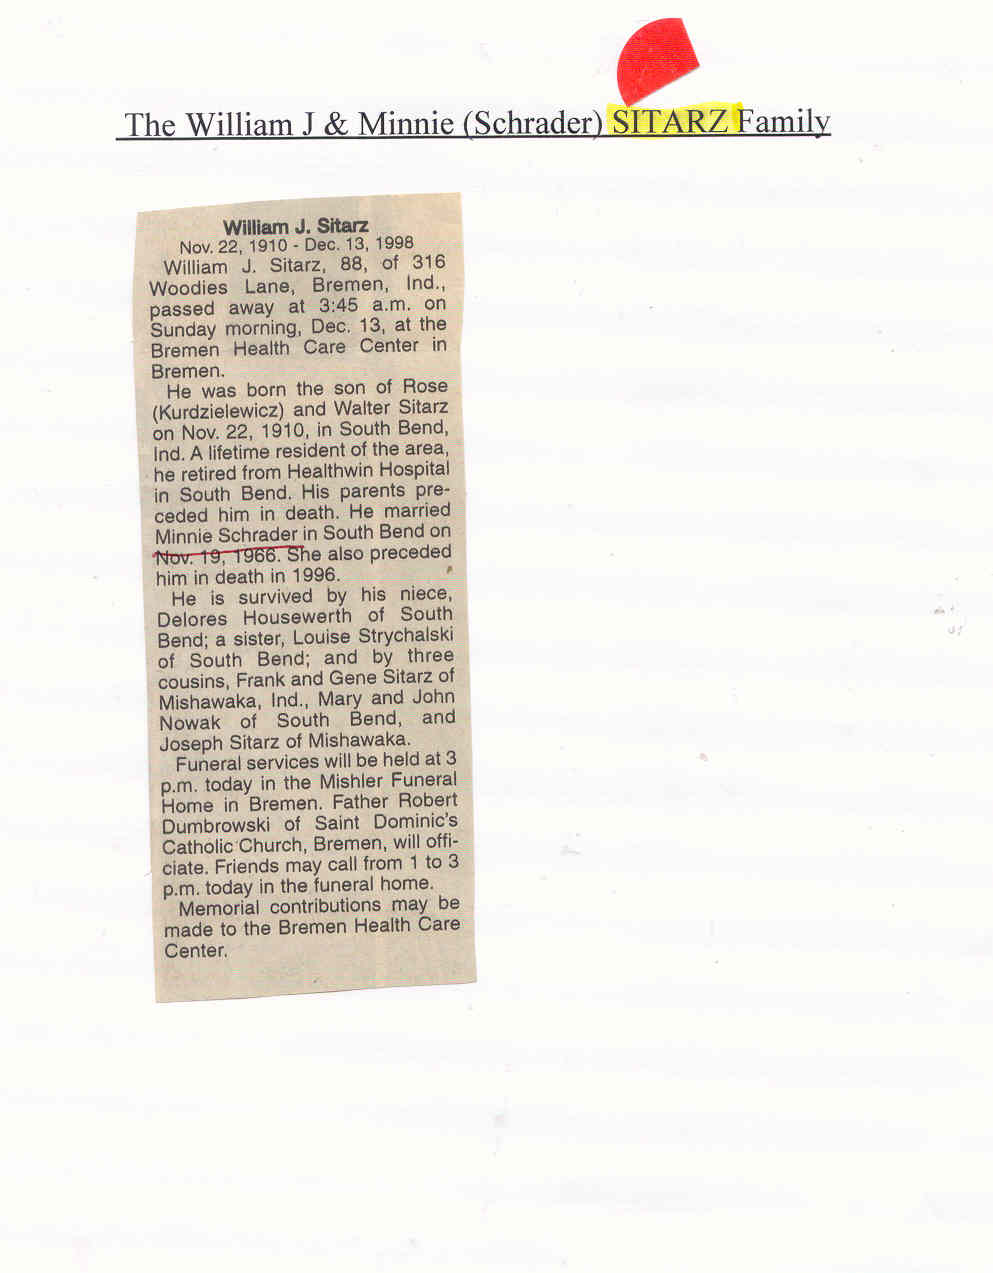 The William J & Minnie (Schrader) SITARZ Family
William J. Sitarz
Nov. 22, 1910 - Dec. 13, 1998
William J. Sitarz, 88, of 316
Woodies Lane, Bremen, Ind.,
passed away at 3:45 a.m. on
Sunday morning, Dec. 13, at the
Bremen Health Care Center in
Bremen.
He was born the son of Rose
(Kurdzielewicz) and Walter Sitarz
on Nov. 22, 1910, in South Bend,
Ind. A lifetime resident of the area,
he retired from Healthwin Hospital
in South Bend. His parents pre-
ceded him in death. He married
Minnie Schrader in South Bend on
Nov. 19, 1966. She also preceded
him in death in 1996.
He is survived by his niece,
Delores Housewerth of South
Bend; a sister, Louise Strychalski
of South Bend; and by three
cousins, Frank and Gene Sitarz of
Mishawaka, Ind., Mary and John
Nowak of South Bend, and
Joseph Sitarz of Mishawaka.
Funeral services will be held at 3
p.m. today in the Mishler Funeral
Home in Bremen. Father Robert
Dumbrowski of Saint Dominic's
Catholic Church, Bremen, will offi-
ciate. Friends may call from 1 to 3
p.m. today in the funeral home.
Memorial contributions may be
made to the Bremen Health Care
Center.